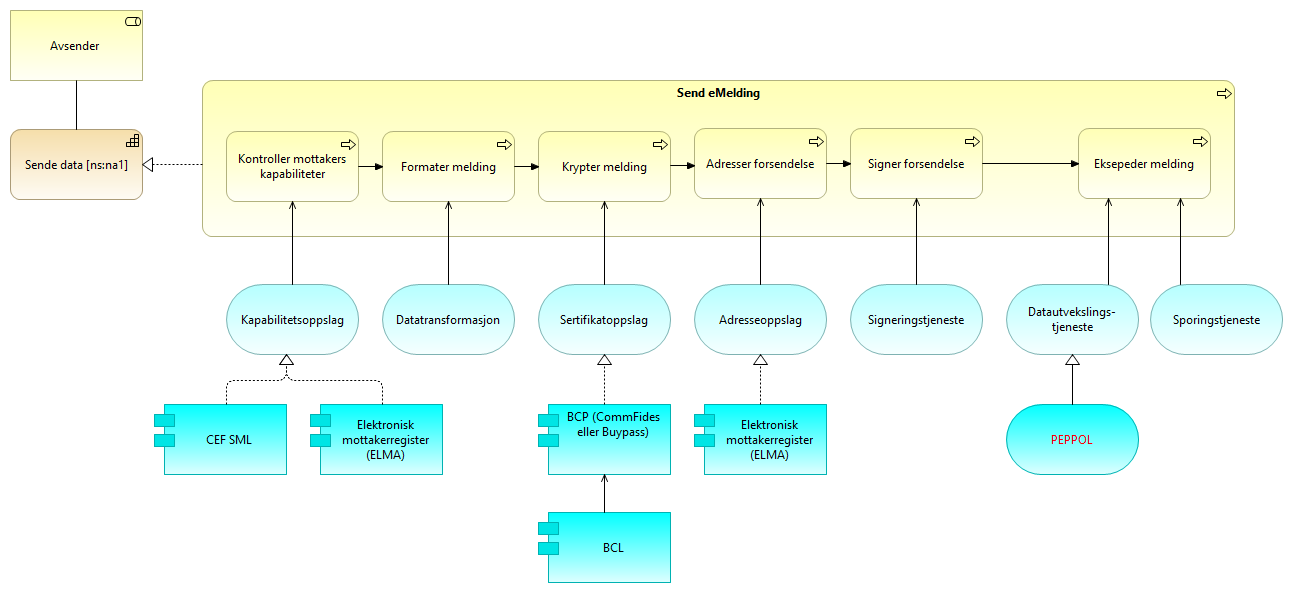 Avsender
Send eMelding
Sende data [ns:na1]
Kontroller mottakers
kapabiliteter
Formater melding
Krypter melding
Adresser forsendelse
Signer forsendelse
Eksepeder melding
Kapabilitetsoppslag
Datatransformasjon
Sertifikatoppslag
Adresseoppslag
Signeringstjeneste
Datautvekslings-
tjeneste
Sporingstjeneste
CEF SML
Elektronisk
mottakerregister
(ELMA)
BCP (CommFides
eller Buypass)
Elektronisk
mottakerregister
(ELMA)
PEPPOL
BCL